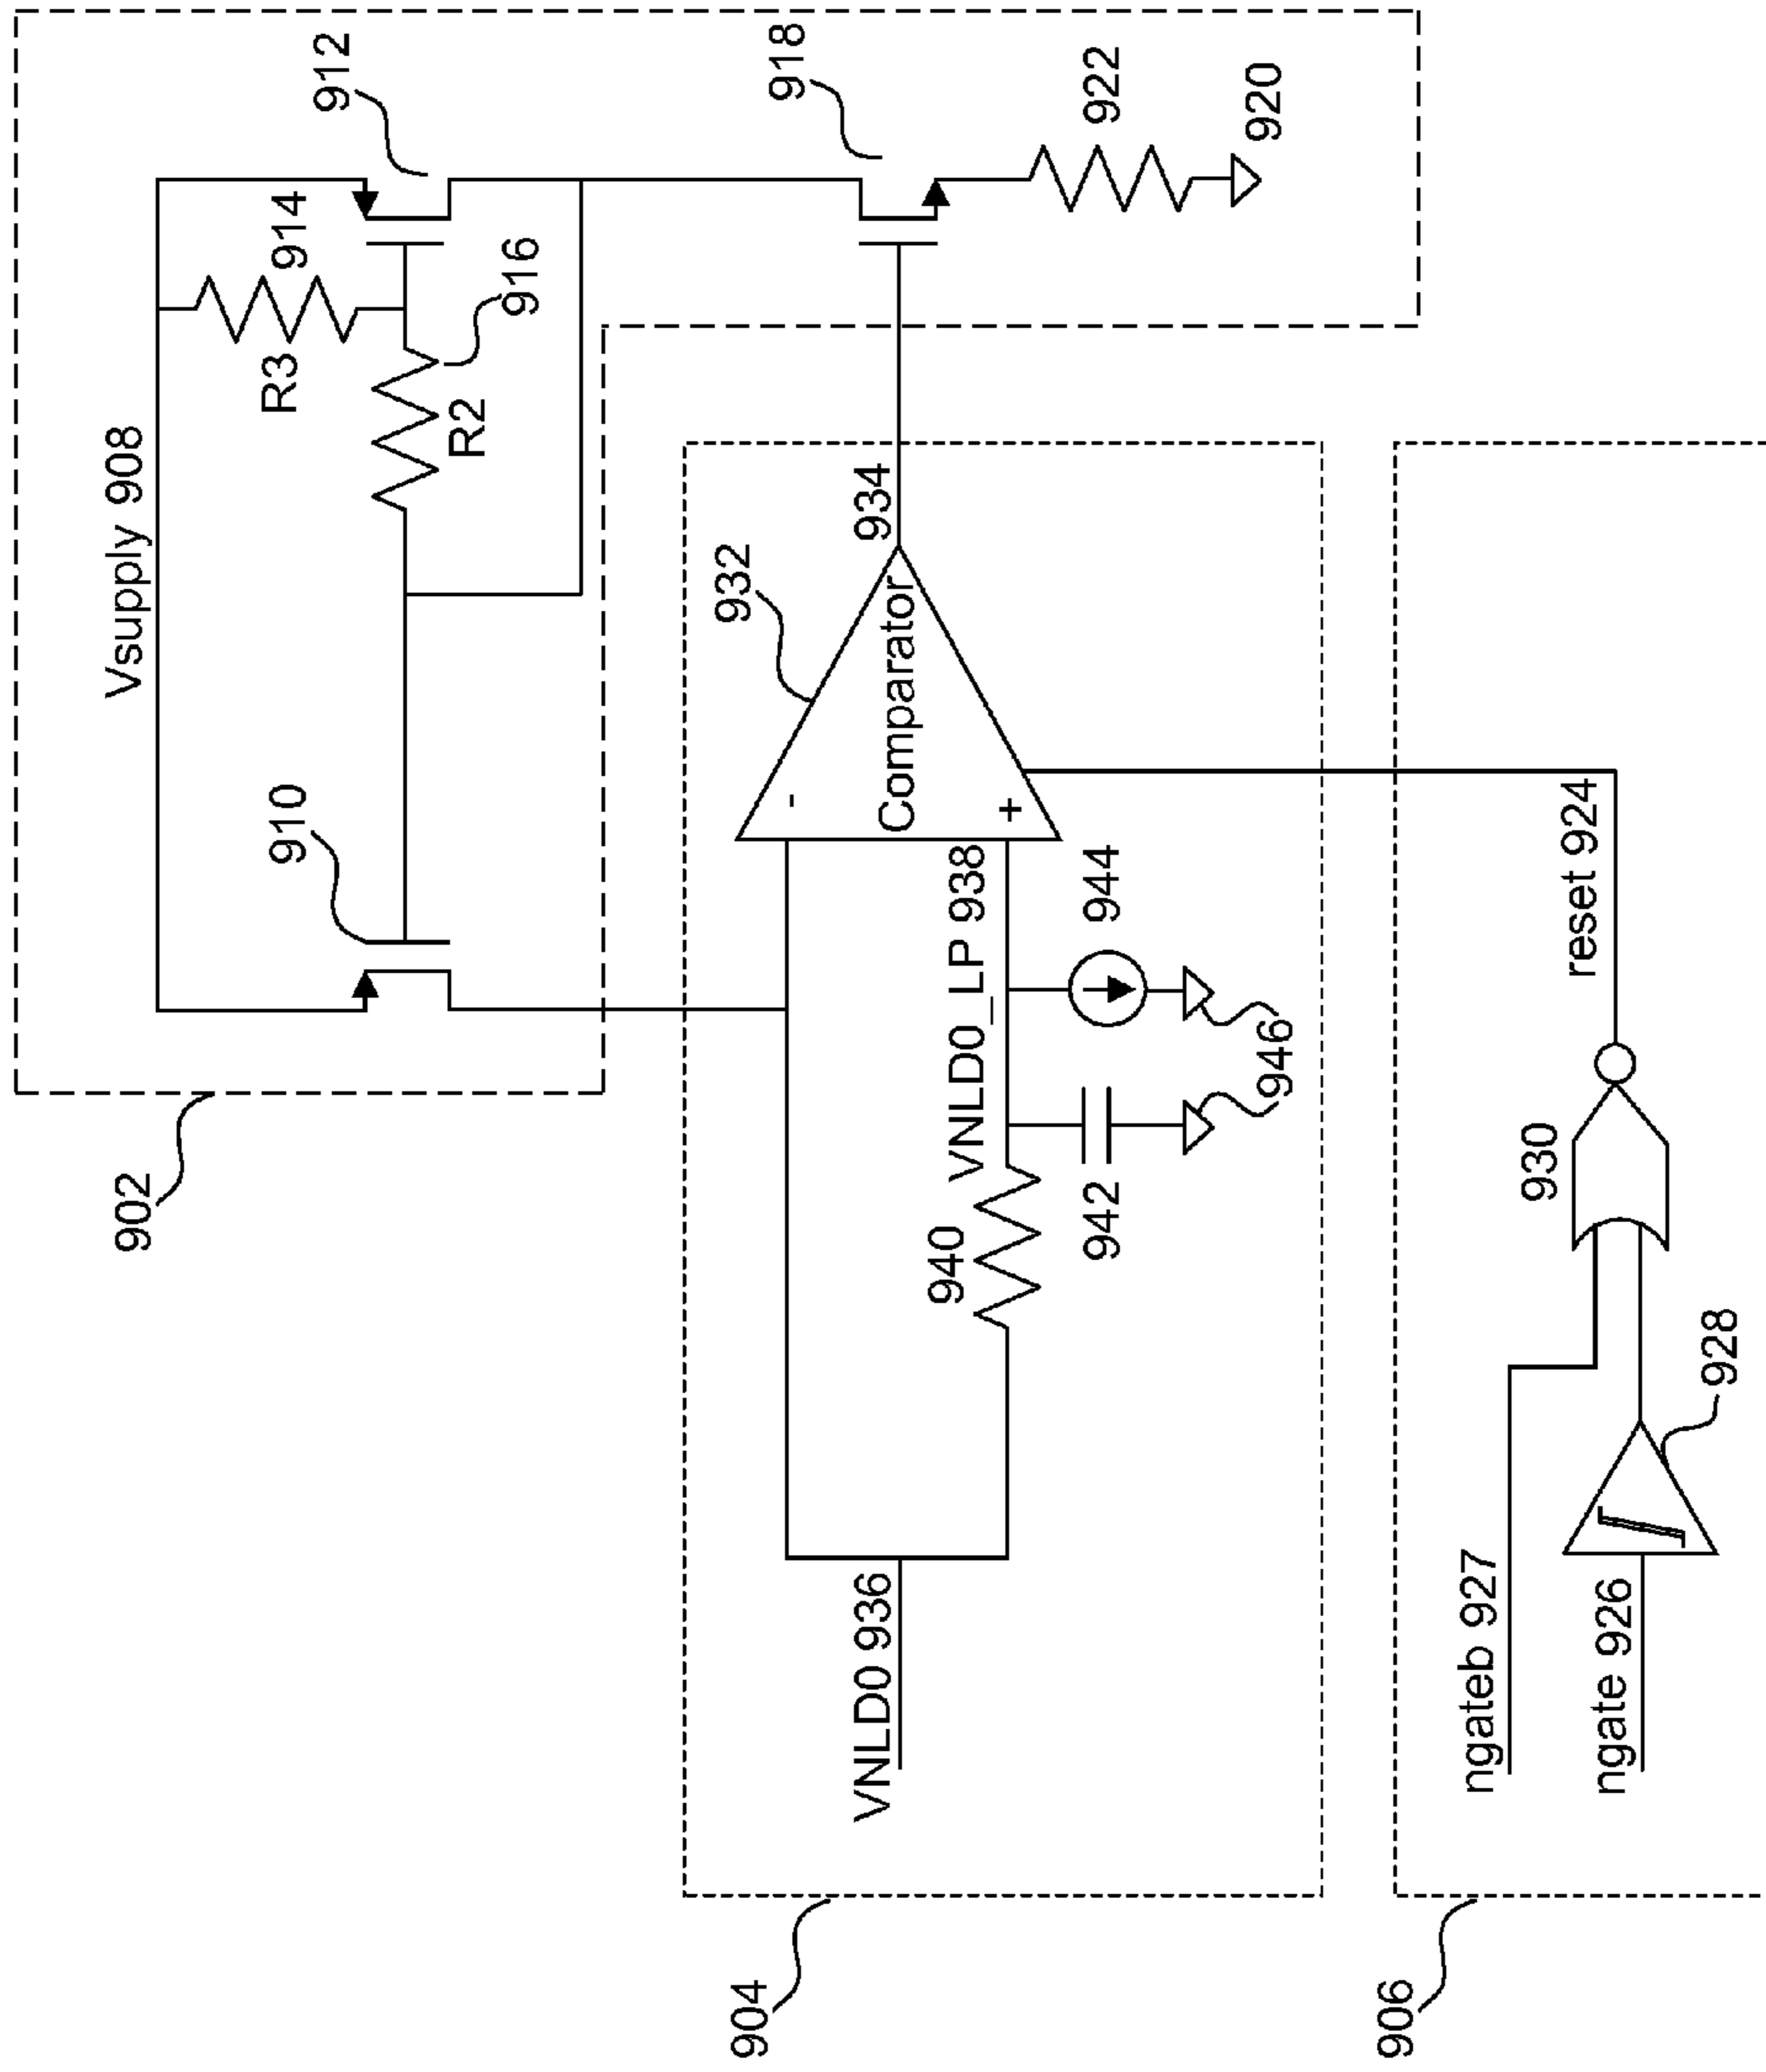 902
Vsupply 908
910
R3
914
912
R2
916
904
932
918
-
VNLD0 936
Comparator
934
940
VNLD0_LP 938
+
942
944
922
946
920
906
ngateb 927
930
reset 924
ngate 926
928